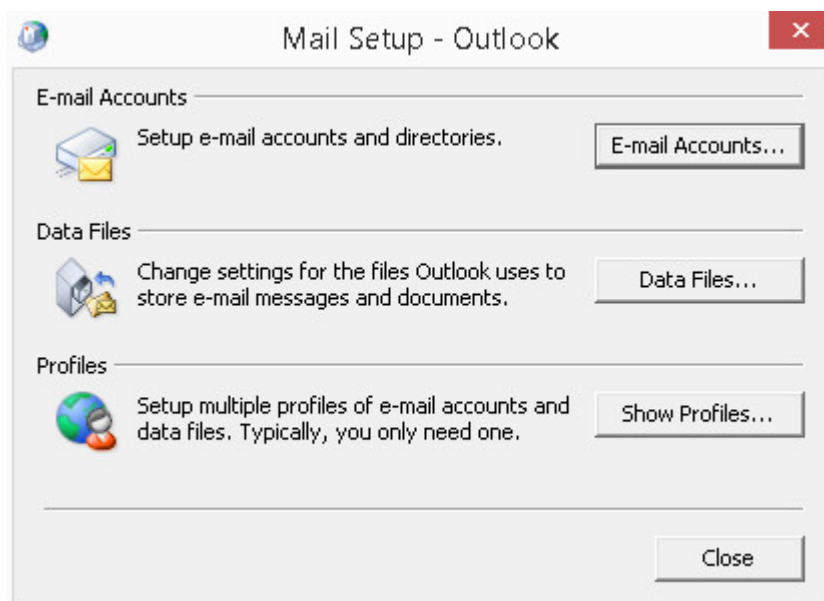 Mail Setup - Outlook
E-mail Accounts
Setup e-mail accounts and directories.
E-mail Accounts...
Data Files
Change settings for the files Outlook uses to
store e-mail messages and documents.
Data Files...
Profiles
Setup multiple profiles of e-mail accounts and
data files. Typically, you only need one.
Show Profiles...
Close